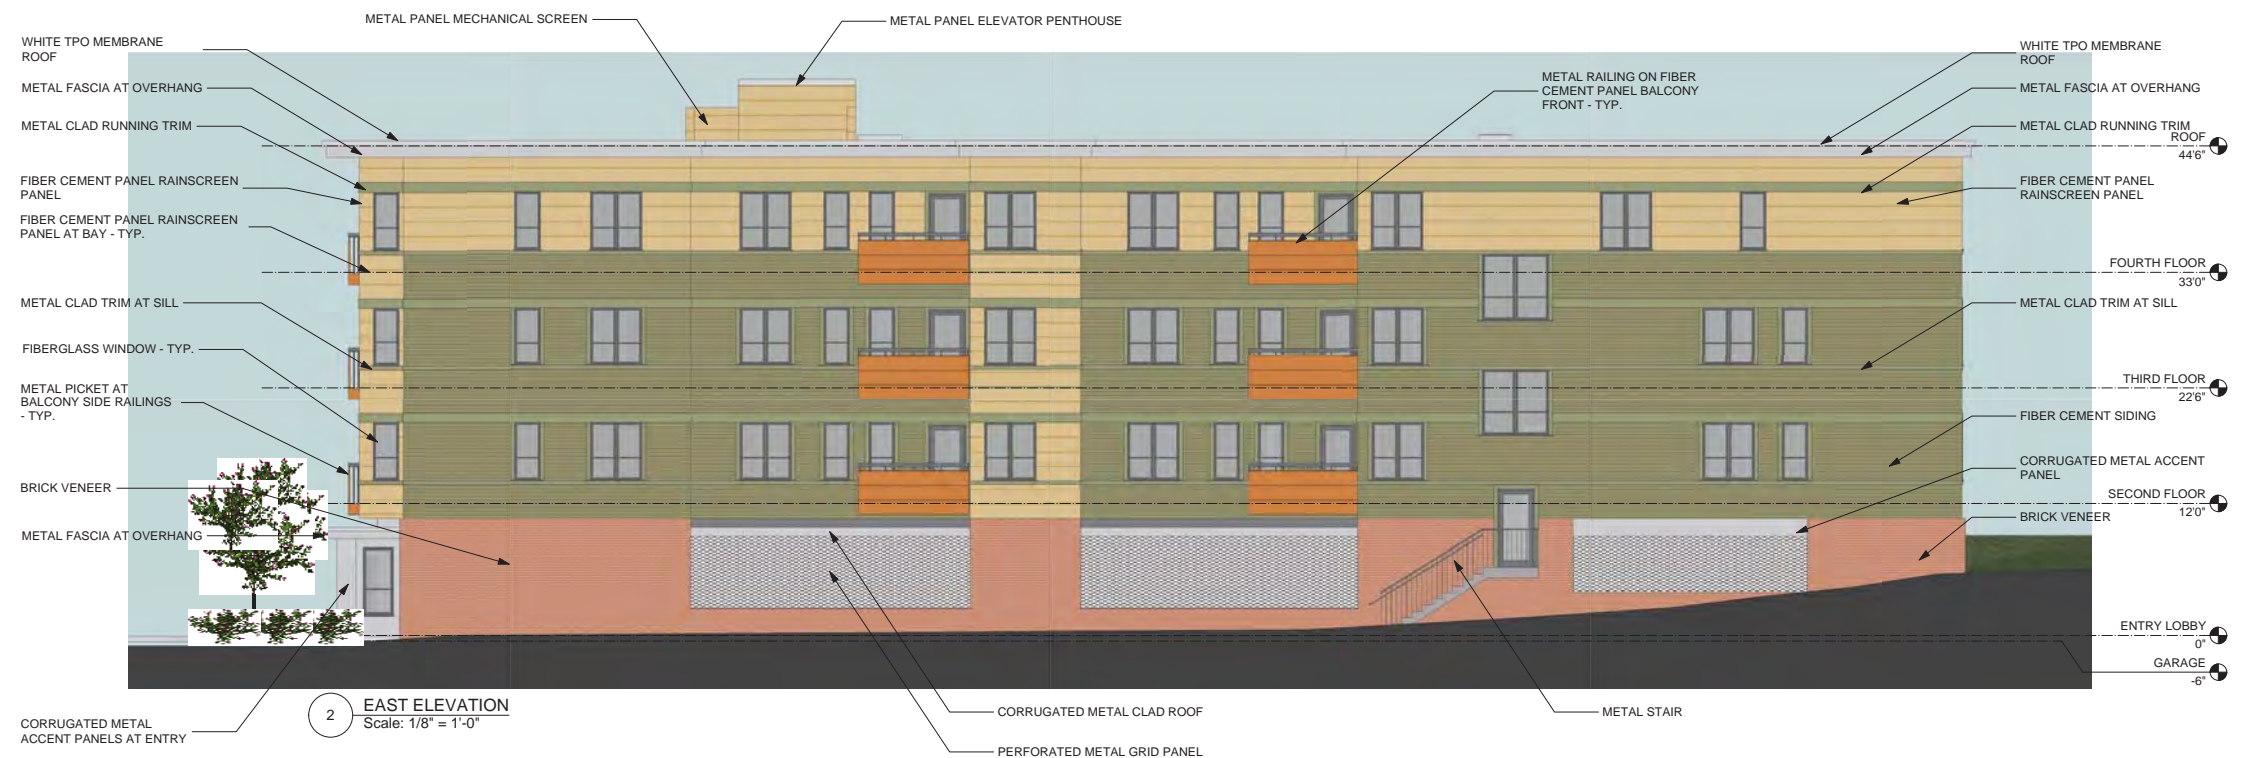 METAL PANEL MECHANICAL SCREEN
METAL PANEL ELEVATOR PENTHOUSE
WHITE TPO MEMBRANE
ROOF
METAL FASCIA AT OVERHANG
METAL CLAD RUNNING TRIM
FIBER CEMENT PANEL RAINSCREEN
PANEL
FIBER CEMENT PANEL RAINSCREEN
PANEL AT BAY - TYP.
METAL CLAD TRIM AT SILL
FIBERGLASS WINDOW - TYP.
METAL PICKET AT
BALCONY SIDE RAILINGS
- TYP.
BRICK VENEER
METAL FASCIA AT OVERHANG
CORRUGATED METAL
ACCENT PANELS AT ENTRY
METAL RAILING ON FIBER
CEMENT PANEL BALCONY
FRONT - TYP.
WHITE TPO MEMBRANE
ROOF
METAL FASCIA AT OVERHANG
METAL CLAD RUNNING TRIM
ROOF
44'6"
FIBER CEMENT PANEL
RAINSCREEN PANEL
FOURTH FLOOR
33'0"
METAL CLAD TRIM AT SILL
THIRD FLOOR
22'6"
FIBER CEMENT SIDING
CORRUGATED METAL ACCENT
PANEL
SECOND FLOOR
12'0"
BRICK VENEER
ENTRY LOBBY
0"
GARAGE
-6"
2
EAST ELEVATION
Scale: 1/8" = 1'-0"
CORRUGATED METAL CLAD ROOF
PERFORATED METAL GRID PANEL
METAL STAIR